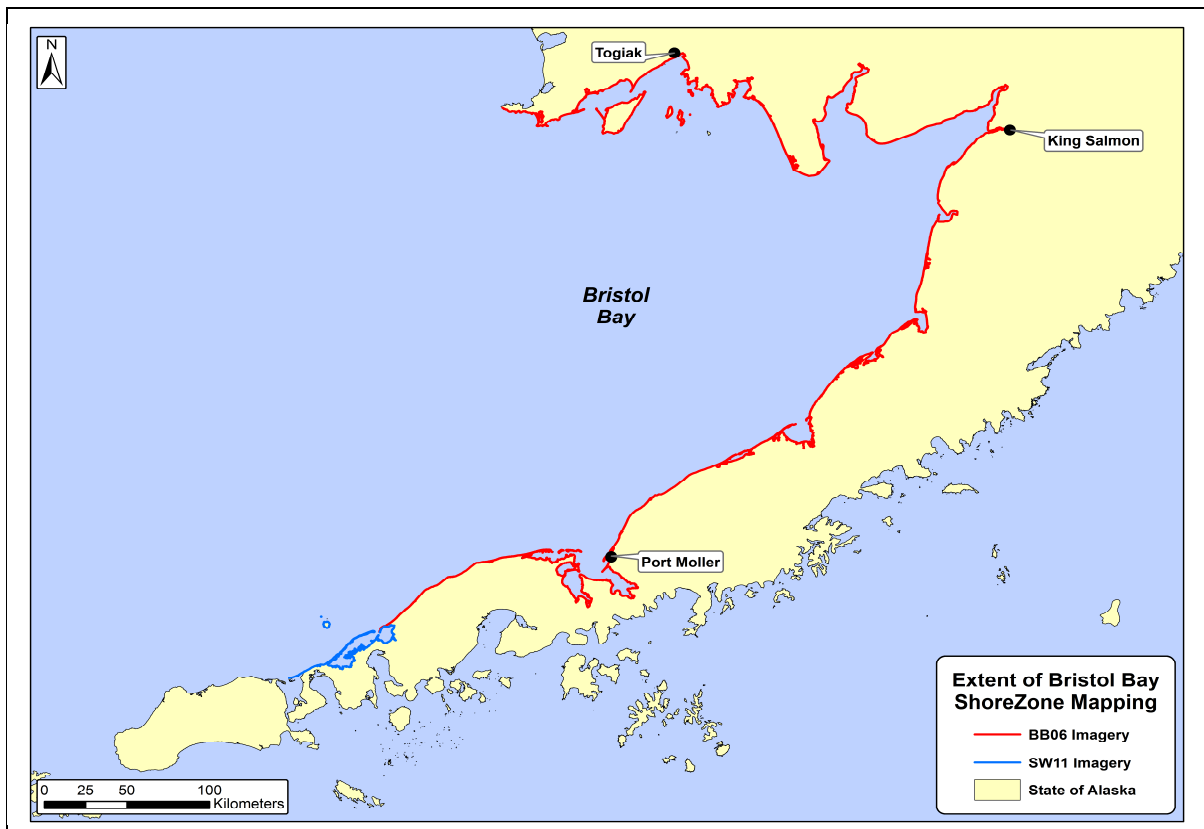 N
Togiak
King Salmon
Bristol
Bay
Port Moller
Extent of Bristol Bay
ShoreZone Mapping
BB06 Imagery
SW11 Imagery
State of Alaska
0 25 50 100
Kilometers